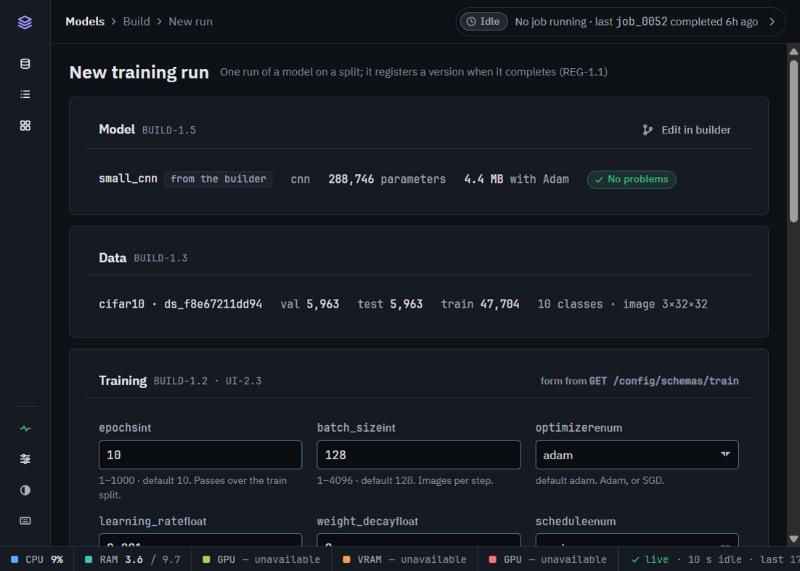 Models > Build > New run
Idle No job running · last job_0052 completed 6h ago
New training run One run of a model on a split; it registers a version when it completes (REG-1.1)
Model BUILD-1.5 Edit in builder
small_cnn from the builder cnn 288,746 parameters 4.4 MB with Adam No problems
Data BUILD-1.3
cifar10 · ds_f8e67211dd94 val 5,963 test 5,963 train 47,704 10 classes · image 3×32×32
Training BUILD-1.2 · UI-2.3 form from GET /config/schemas/train
epochsint batch_sizeint optimizerenum
10 128 adam
1–1000 · default 10. Passes over the train split. 1–4096 · default 128. Images per step. default adam. Adam, or SGD.
learning_ratefloat weight_decayfloat scheduleenum
CPU 9% RAM 3.6 / 9.7 GPU — unavailable VRAM — unavailable GPU — unavailable ✓ live · 10 s idle · last